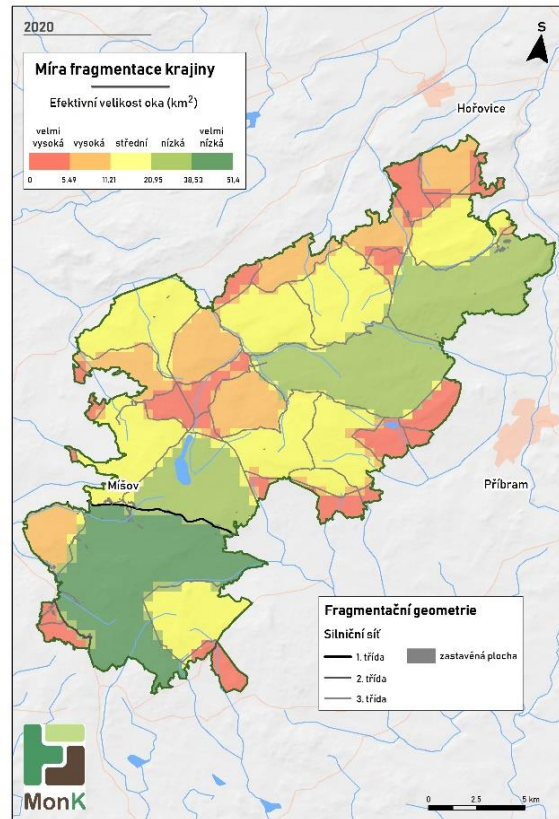 2020
Míra fragmentace krajiny
Efektivní velikost oka (km²)
velmi vysoká vysoká střední nízká velmi nízká
0 5,49 11,21 20,95 38,53 51,4
S
Hořovice
Příbram
Míšov
Fragmentační geometrie
Silniční síť
1. třída
2. třída
3. třída
zastavěná plocha
MonK
0 2.5 5 km